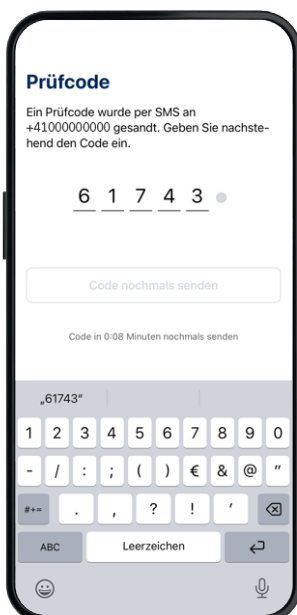 Prüfcode
Ein Prüfcode wurde per SMS an
+41000000000 gesandt. Geben Sie nachste-
hend den Code ein.
6 1 7 4 3
Code nochmals senden
Code in 0:08 Minuten nochmals senden
„61743“
1 2 3 4 5 6 7 8 9 0
- / : ; ( ) € & @ "
#+= . , ? ! '
ABC Leerzeichen